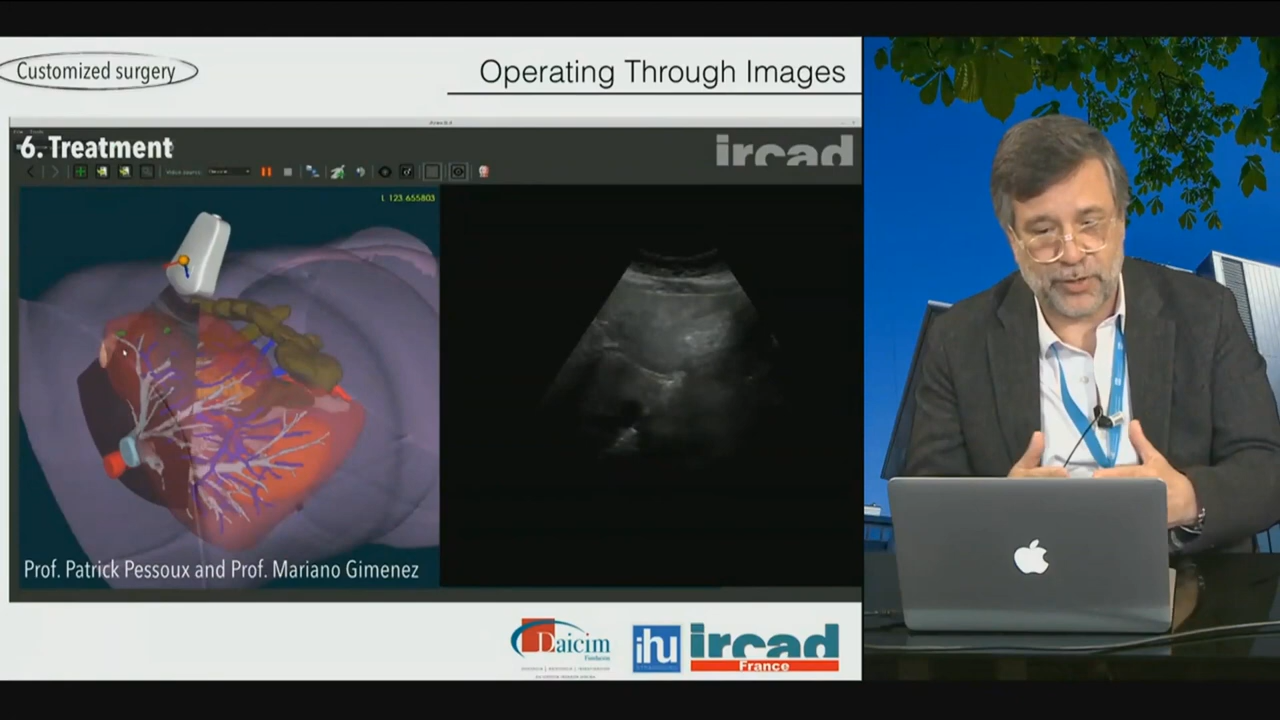 Customized surgery
Operating Through Images
6. Treatment
ircad
L 123.655803
Prof. Patrick Pessoux and Prof. Mariano Gimenez
Daicim
ihu
ircad
France